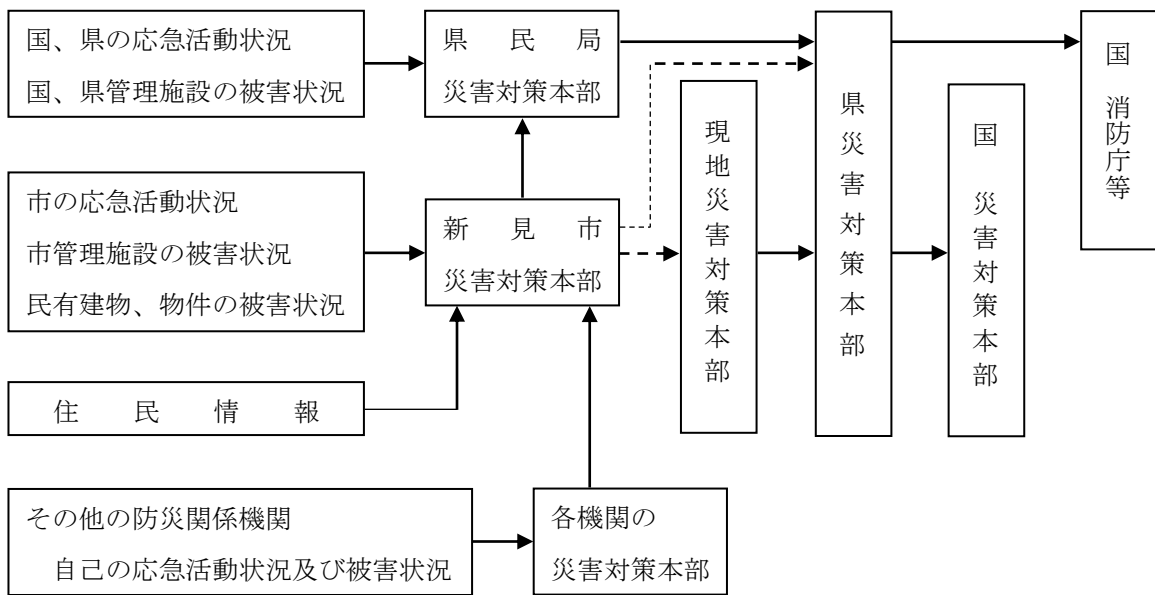 国、県の応急活動状況
国、県管理施設の被害状況
県民局
災害対策本部
市の応急活動状況
市管理施設の被害状況
民有建物、物件の被害状況
新見市
災害対策本部
現地災害対策本部
県災害対策本部
国 災害対策本部
国 消防庁等
住民情報
その他の防災関係機関
自己の応急活動状況及び被害状況
各機関の
災害対策本部